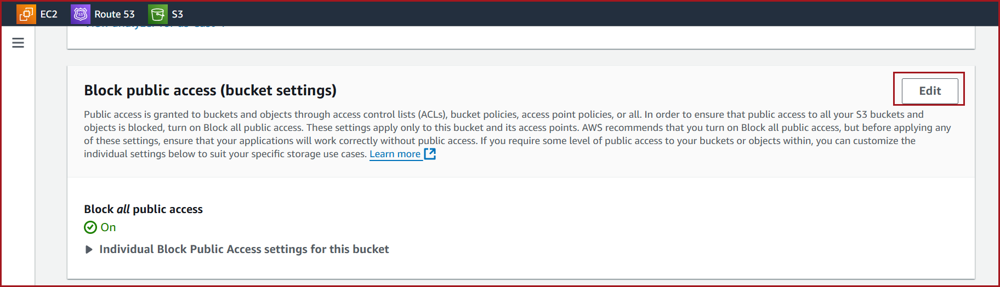 EC2 Route 53 S3
Block public access (bucket settings)
Edit
Public access is granted to buckets and objects through access control lists (ACLs), bucket policies, access point policies, or all. In order to ensure that public access to all your S3 buckets and
objects is blocked, turn on Block all public access. These settings apply only to this bucket and its access points. AWS recommends that you turn on Block all public access, but before applying any
of these settings, ensure that your applications will work correctly without public access. If you require some level of public access to your buckets or objects within, you can customize the
individual settings below to suit your specific storage use cases. Learn more
Block all public access
On
Individual Block Public Access settings for this bucket